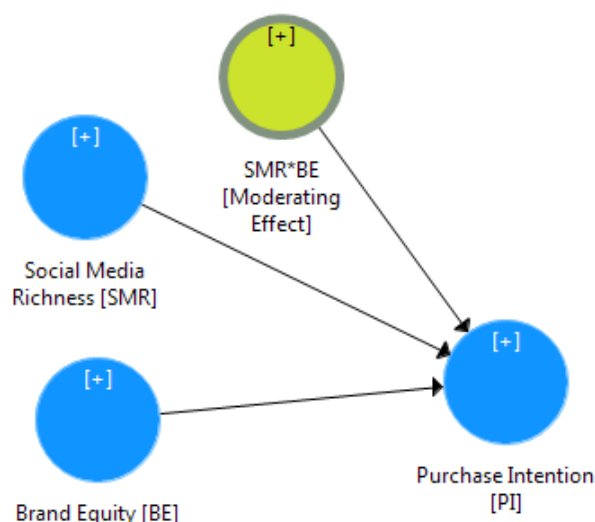 [+]
SMR*BE
[Moderating
Effect]
[+]
Social Media
Richness [SMR]
[+]
Brand Equity [BE]
[+]
Purchase Intention
[PI]